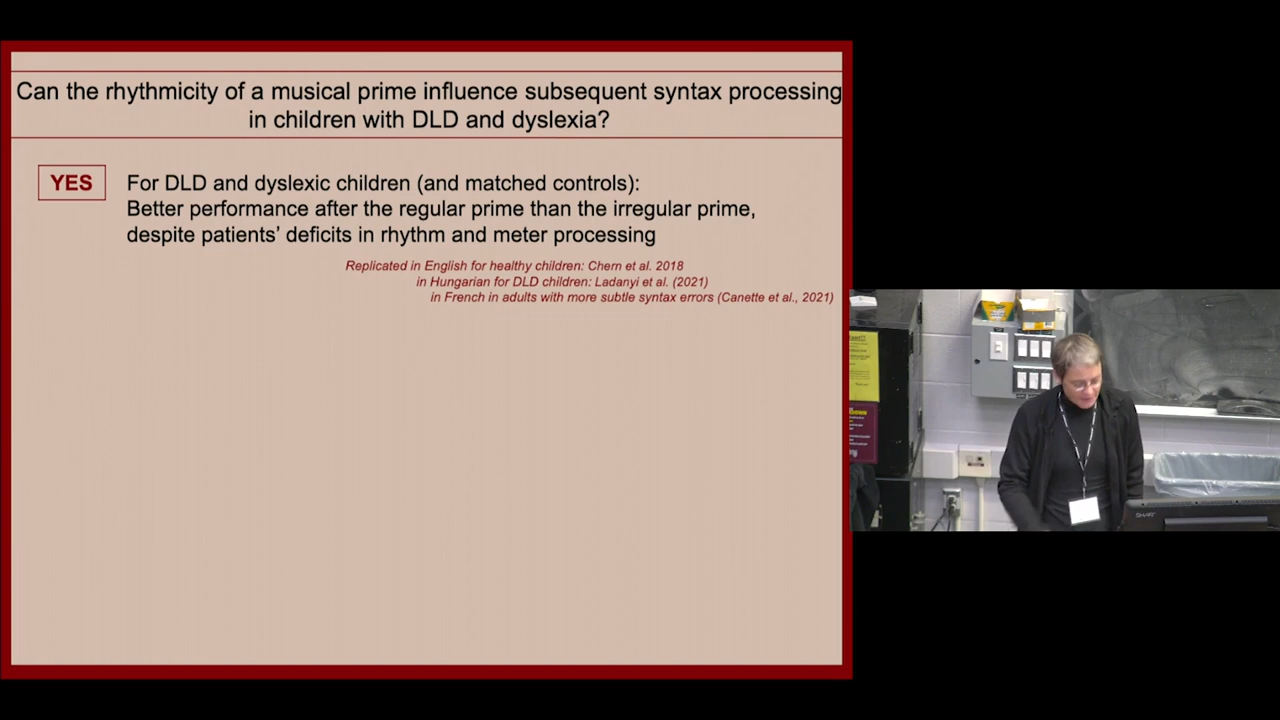 Can the rhythmicity of a musical prime influence subsequent syntax processing
in children with DLD and dyslexia?
YES
For DLD and dyslexic children (and matched controls):
Better performance after the regular prime than the irregular prime,
despite patients' deficits in rhythm and meter processing
Replicated in English for healthy children: Chern et al. 2018
in Hungarian for DLD children: Ladanyi et al. (2021)
in French in adults with more subtle syntax errors (Canette et al., 2021)
SMART